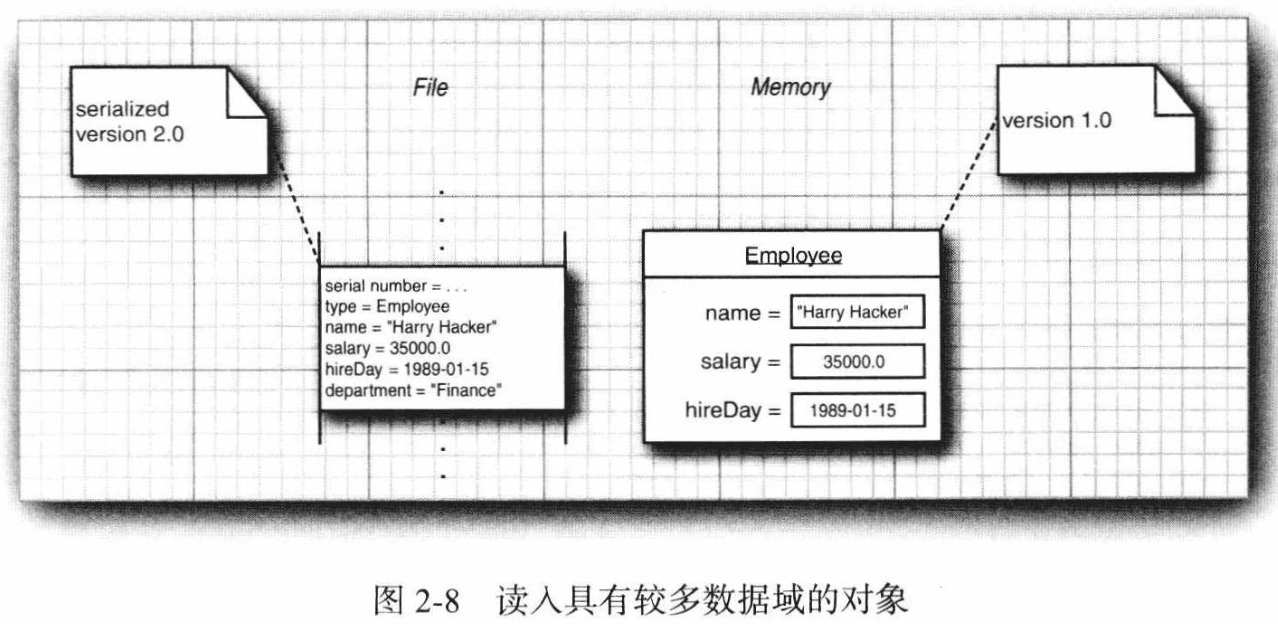 serialized
version 2.0
File
Memory
version 1.0
serial number = . . .
type = Employee
name = "Harry Hacker"
salary = 35000.0
hireDay = 1989-01-15
department = "Finance"
Employee
name = "Harry Hacker"
salary = 35000.0
hireDay = 1989-01-15
图 2-8 读入具有较多数据域的对象